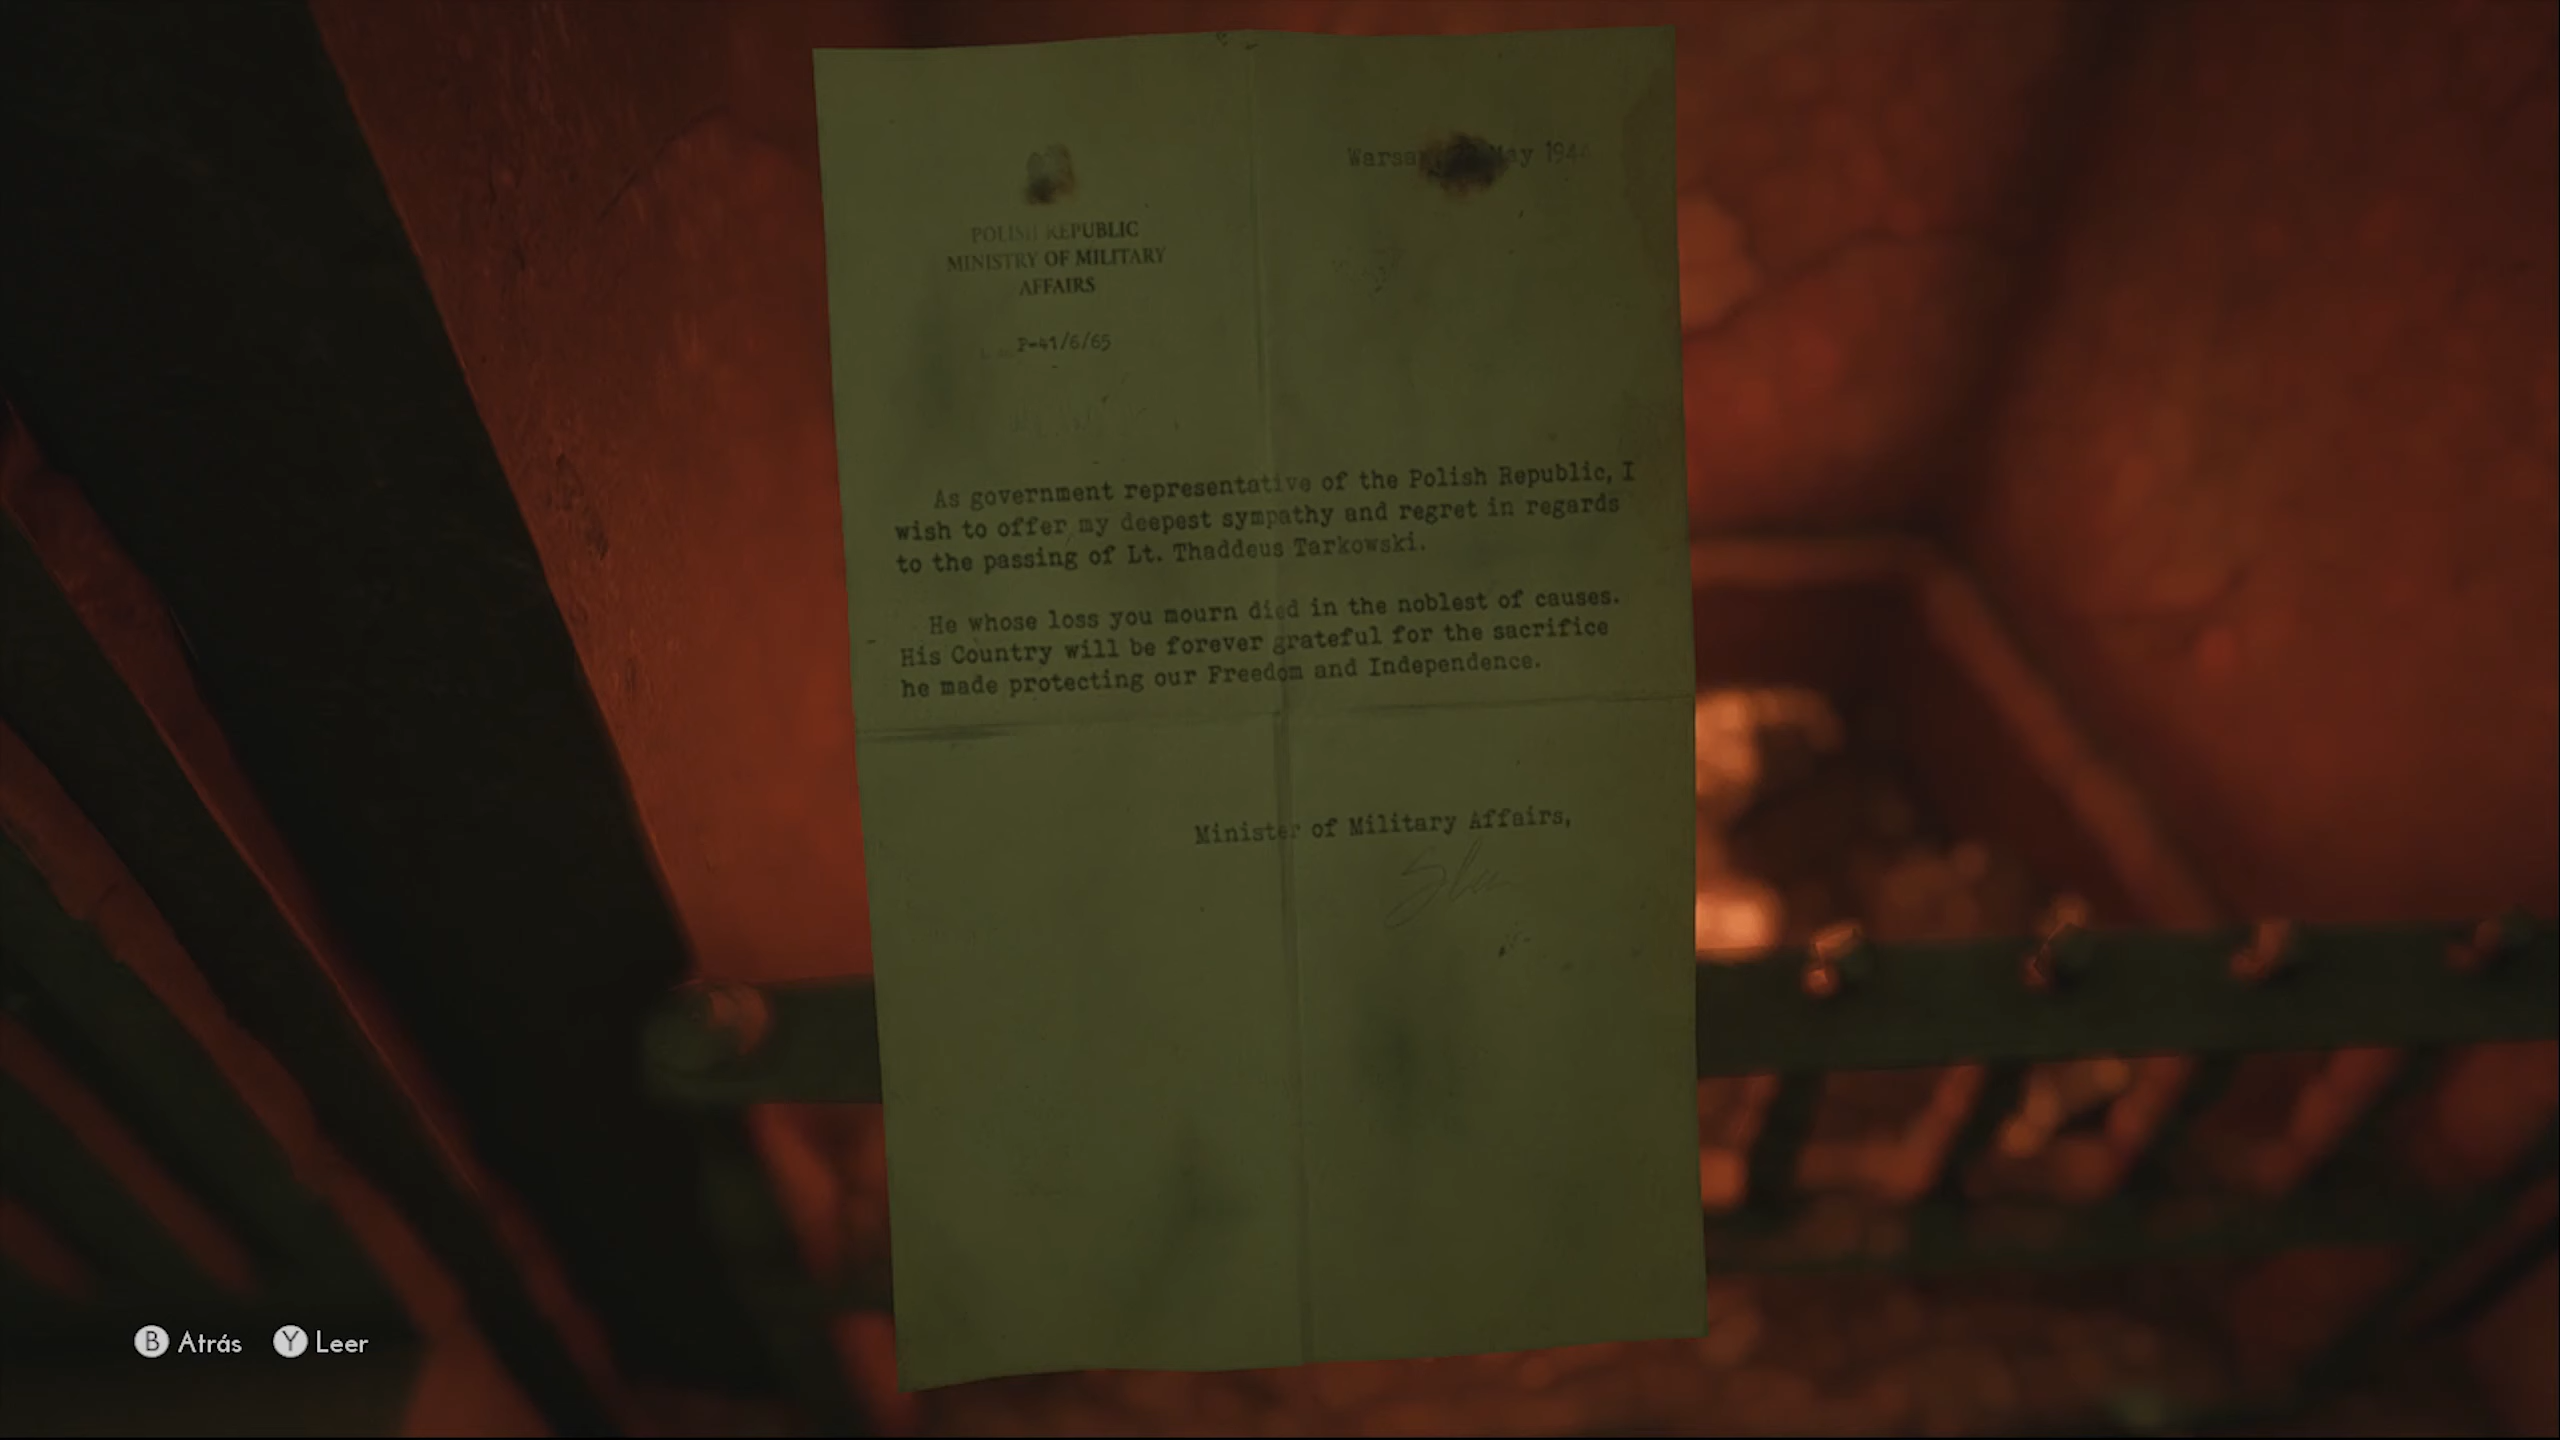 May 194
POLISH REPUBLIC
MINISTRY OF MILITARY
AFFAIRS
P-41/6/65
As government representative of the Polish Republic, I
wish to offer my deepest sympathy and regret in regards
to the passing of Lt. Thaddeus Tarkowski.
He whose loss you mourn died in the noblest of causes.
His Country will be forever grateful for the sacrifice
he made protecting our Freedom and Independence.
Minister of Military Affairs,
B Atrás Y Leer